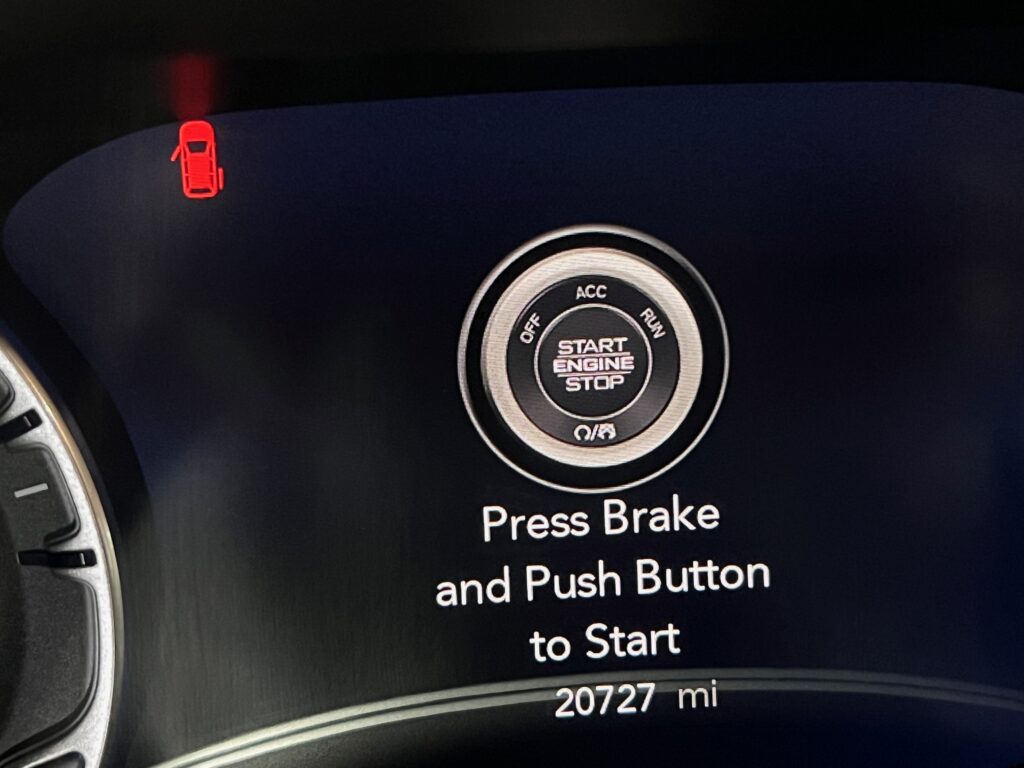 ACC
OFF
RUN
START
ENGINE
STOP
Press Brake
and Push Button
to Start
20727 mi